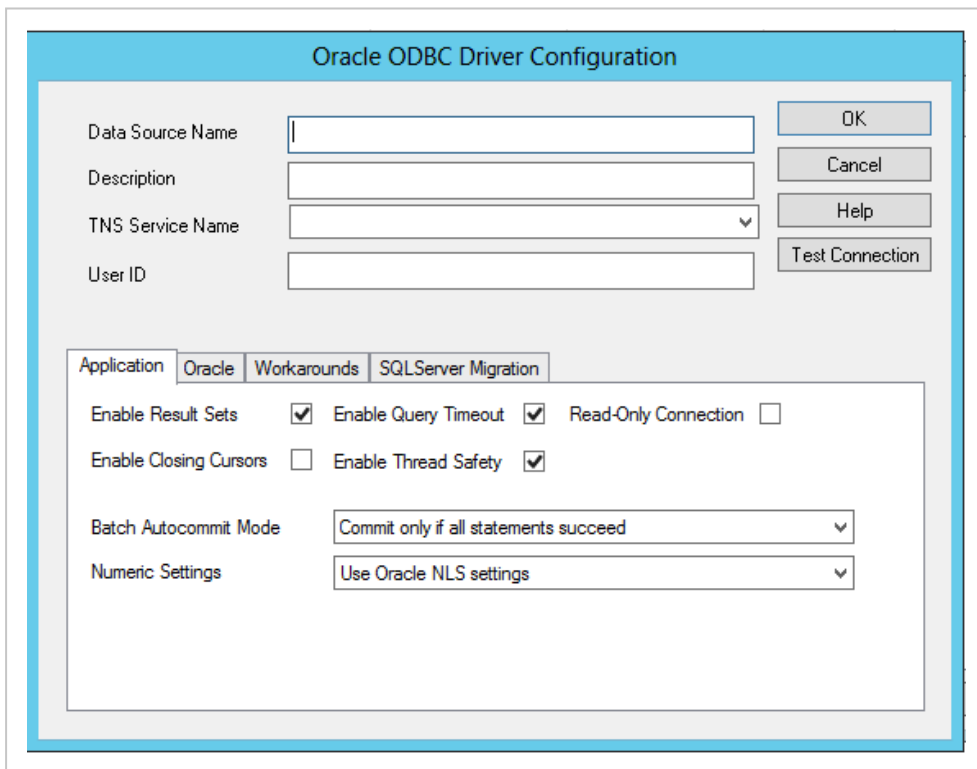 Oracle ODBC Driver Configuration
Data Source Name
OK
Description
Cancel
TNS Service Name
Help
User ID
Test Connection
Application Oracle Workarounds SQLServer Migration
Enable Result Sets Enable Query Timeout Read-Only Connection
Enable Closing Cursors Enable Thread Safety
Batch Autocommit Mode Commit only if all statements succeed
Numeric Settings Use Oracle NLS settings